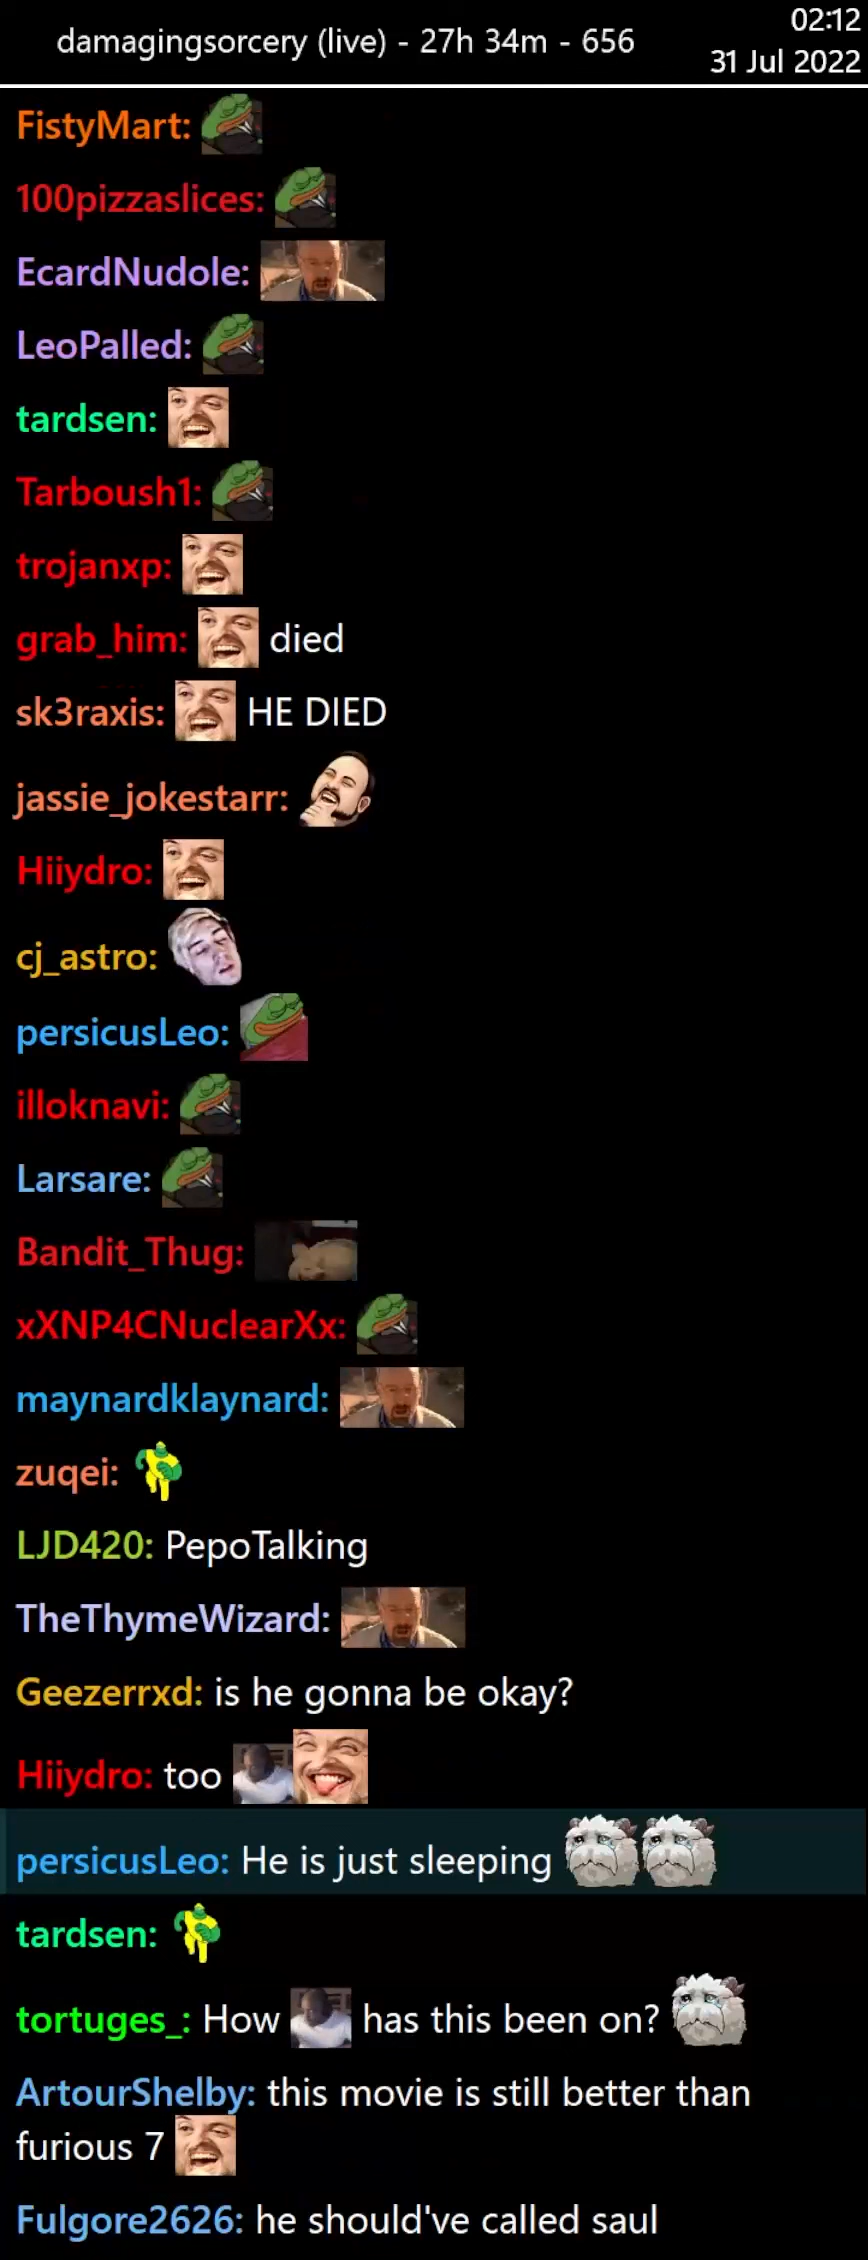 damagingsorcery (live) - 27h 34m - 656
02:12
31 Jul 2022
FistyMart:
100pizzaslices:
EcardNudole:
LeoPalled:
tardsen:
Tarboush1:
trojanxp:
grab_him: died
sk3raxis: HE DIED
jassie_jokestarr:
Hiiydro:
cj_astro:
persicusLeo:
illoknavi:
Larsare:
Bandit_Thug:
xXNP4CNuclearXx:
maynardklaynard:
zuqei:
LJD420: PepoTalking
TheThymeWizard:
Geezerrxd: is he gonna be okay?
Hiiydro: too
persicusLeo: He is just sleeping
tardsen:
tortuges_: How has this been on?
ArtourShelby: this movie is still better than
furious 7
Fulgore2626: he should've called saul